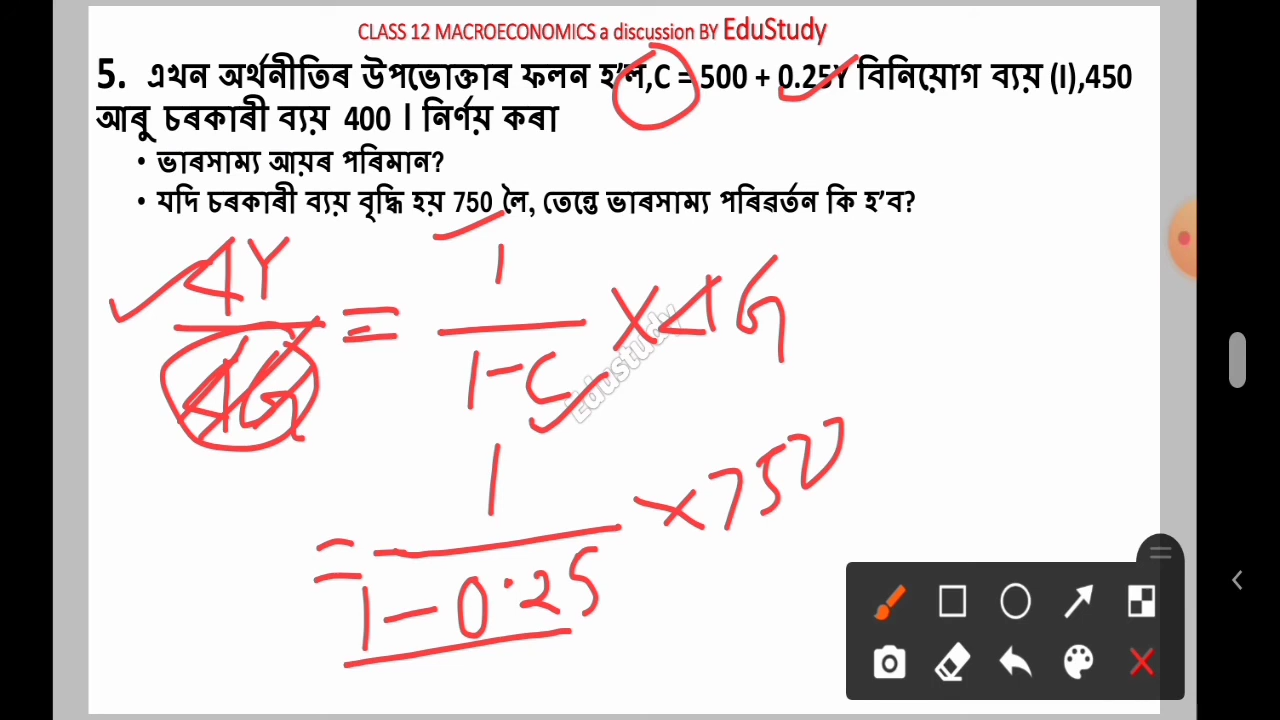 CLASS 12 MACROECONOMICS a discussion BY EduStudy
5. এখন অৰ্থনীতিৰ উপভোক্তাৰ ফলন হ'ল,C = 500 + 0.25Y বিনিয়োগ ব্যয় (I),450
আৰু চৰকাৰী ব্যয় 400 । নিৰ্ণয় কৰা
• ভাৰসাম্য আয়ৰ পৰিমান?
• যদি চৰকাৰী ব্যয় বৃদ্ধি হয় 750 লৈ, তেন্তে ভাৰসাম্য পৰিৱৰ্তন কি হ'ব?
ΔY / ΔG = 1 / 1-C × ΔG
Edustudy
= 1 / 1-0.25 × 750